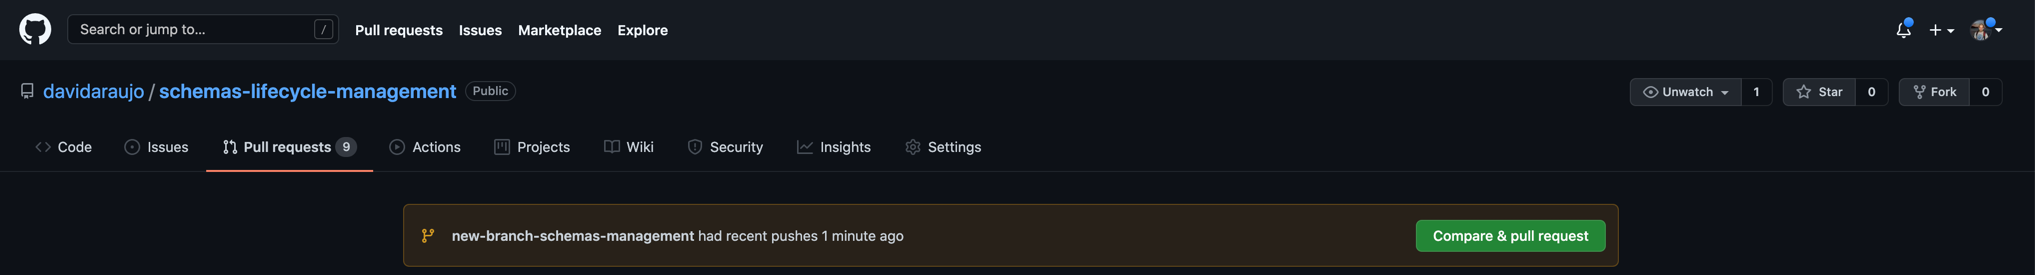 Search or jump to... /
Pull requests Issues Marketplace Explore
davidaraujo / schemas-lifecycle-management Public
Unwatch 1 Star 0 Fork 0
Code Issues Pull requests 9 Actions Projects Wiki Security Insights Settings
new-branch-schemas-management had recent pushes 1 minute ago
Compare & pull request